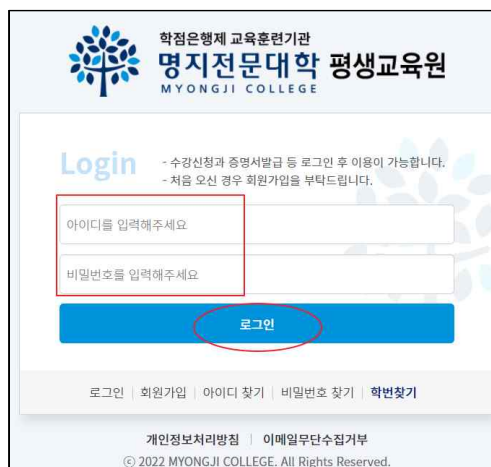 학점은행제 교육훈련기관
명지전문대학 평생교육원
MYONGJI COLLEGE
Login
- 수강신청과 증명서발급 등 로그인 후 이용이 가능합니다.
- 처음 오신 경우 회원가입을 부탁드립니다.
아이디를 입력해주세요
비밀번호를 입력해주세요
로그인
로그인 | 회원가입 | 아이디 찾기 | 비밀번호 찾기 | 학번찾기
개인정보처리방침 | 이메일무단수집거부
ⓒ 2022 MYONGJI COLLEGE. All Rights Reserved.